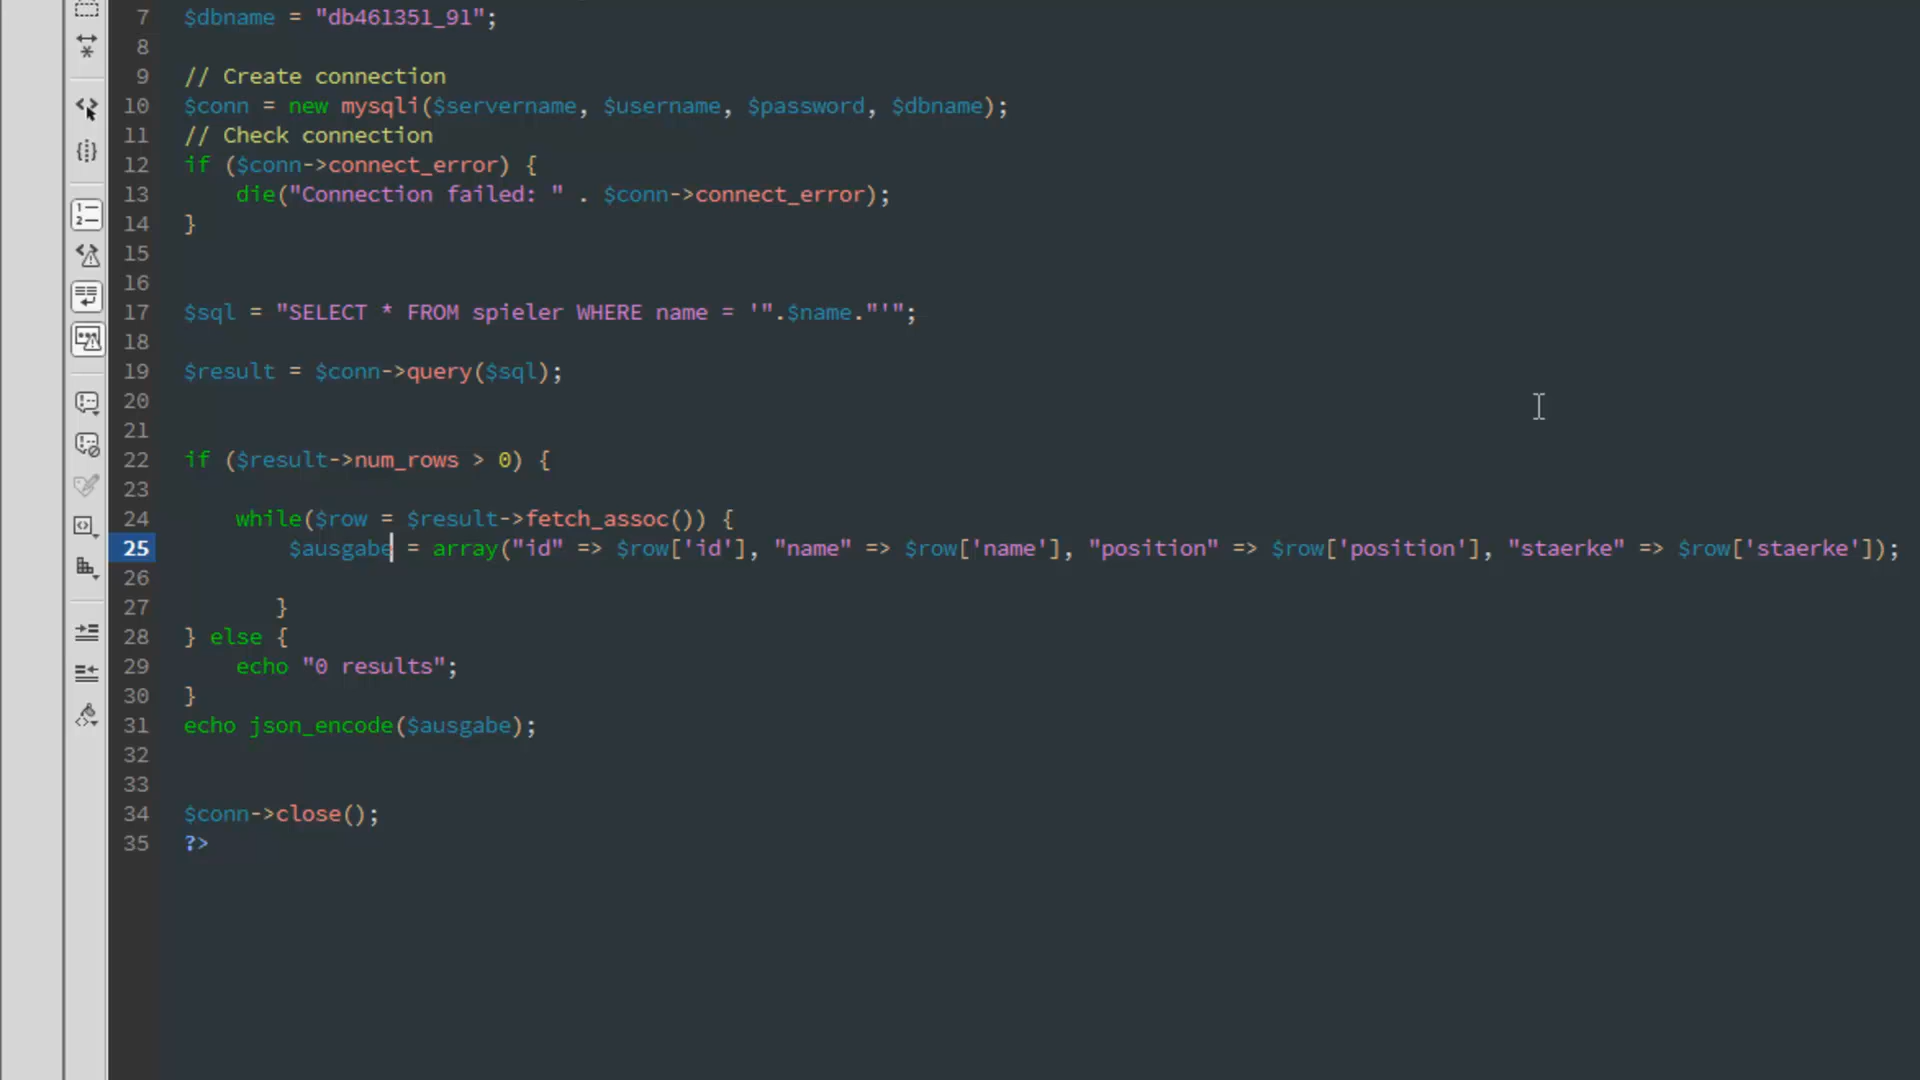 7 $dbname = "db461351_91";
8
9 // Create connection
10 $conn = new mysqli($servername, $username, $password, $dbname);
11 // Check connection
12 if ($conn->connect_error) {
13 die("Connection failed: " . $conn->connect_error);
14 }
15
16
17 $sql = "SELECT * FROM spieler WHERE name = '".$name."'";
18
19 $result = $conn->query($sql);
20
21
22 if ($result->num_rows > 0) {
23
24 while($row = $result->fetch_assoc()) {
25 $ausgabe = array("id" => $row['id'], "name" => $row['name'], "position" => $row['position'], "staerke" => $row['staerke']);
26
27 }
28 } else {
29 echo "0 results";
30 }
31 echo json_encode($ausgabe);
32
33
34 $conn->close();
35 ?>